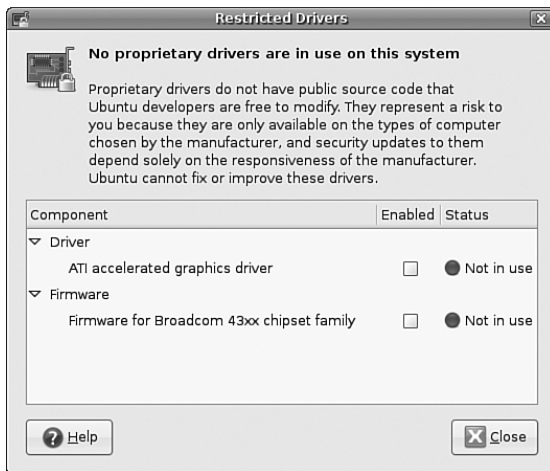 Restricted Drivers
No proprietary drivers are in use on this system
Proprietary drivers do not have public source code that
Ubuntu developers are free to modify. They represent a risk to
you because they are only available on the types of computer
chosen by the manufacturer, and security updates to them
depend solely on the responsiveness of the manufacturer.
Ubuntu cannot fix or improve these drivers.
Component Enabled Status
Driver
ATI accelerated graphics driver Not in use
Firmware
Firmware for Broadcom 43xx chipset family Not in use
Help Close